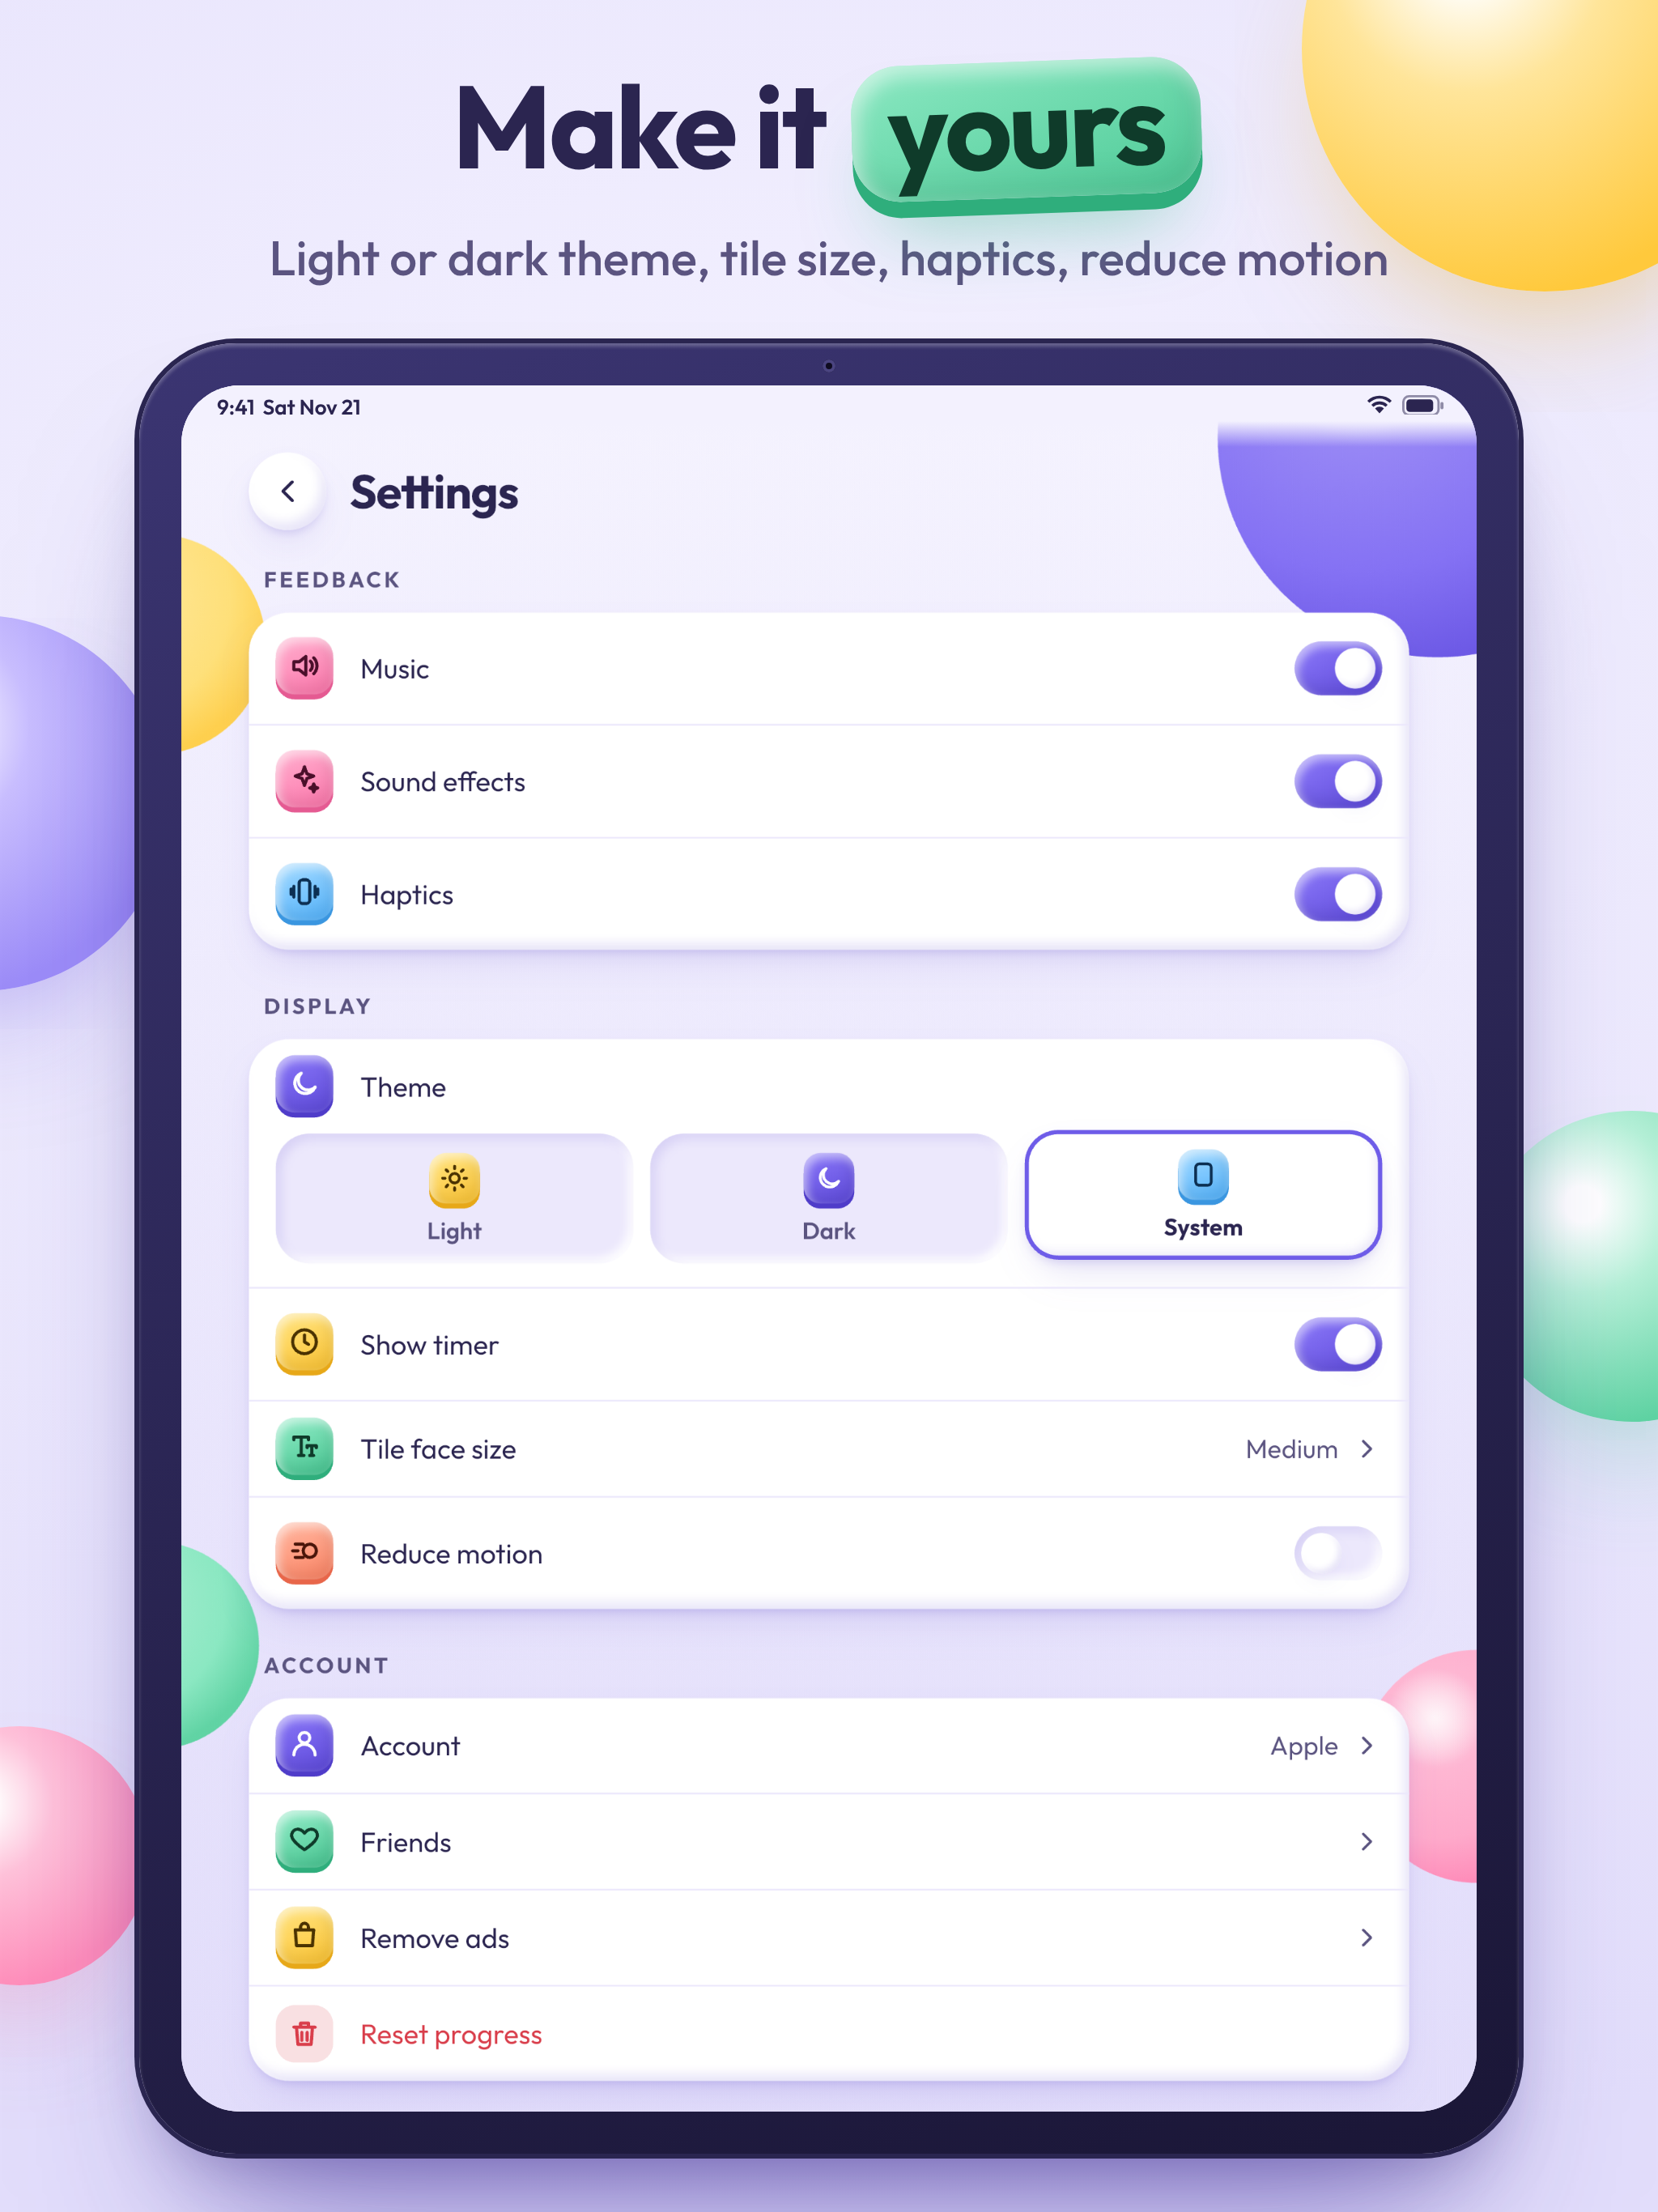 Make it yours
Light or dark theme, tile size, haptics, reduce motion
9:41 Sat Nov 21
Settings
FEEDBACK
Music
Sound effects
Haptics
DISPLAY
Theme
Light
Dark
System
Show timer
Tile face size
Medium
Reduce motion
ACCOUNT
Account
Apple
Friends
Remove ads
Reset progress